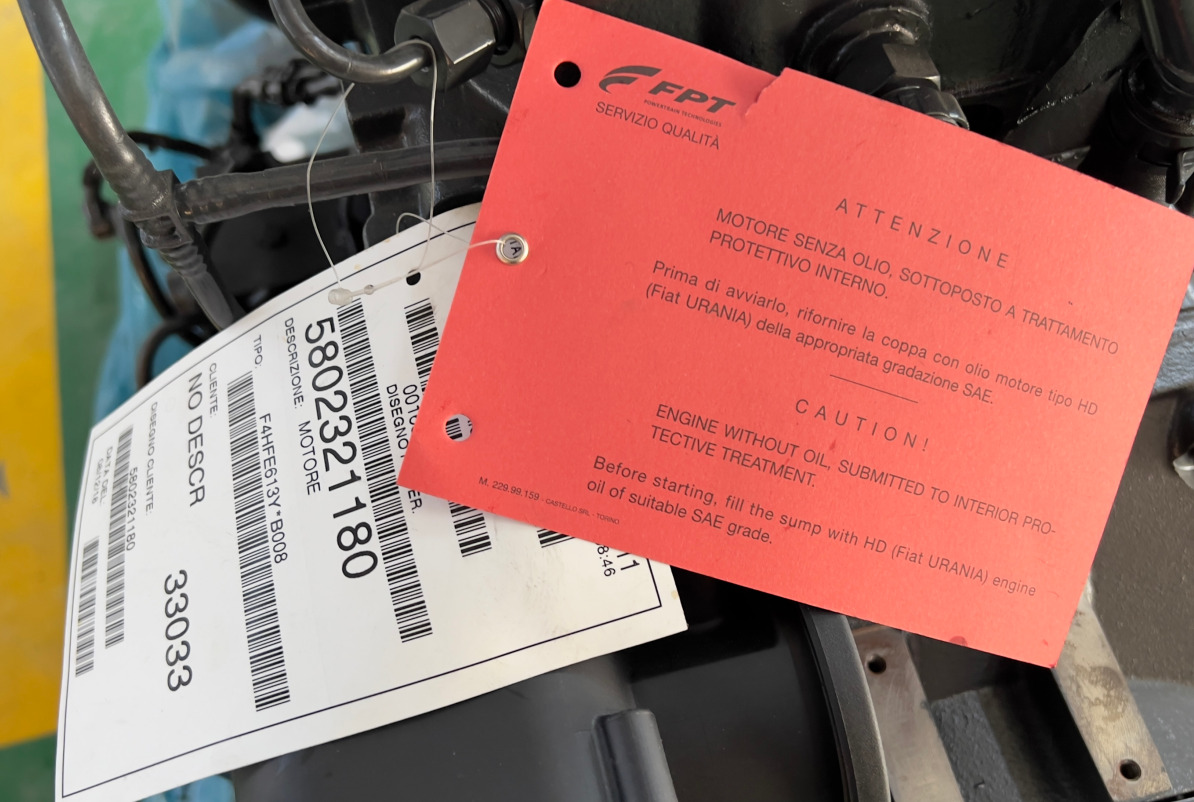 FPT
POWERTRAIN TECHNOLOGIES
SERVIZIO QUALITÀ
ATTENZIONE
MOTORE SENZA OLIO, SOTTOPOSTO A TRATTAMENTO
PROTETTIVO INTERNO.
Prima di avviarlo, rifornire la coppa con olio motore tipo HD
(Fiat URANIA) della appropriata gradazione SAE.
CAUTION!
ENGINE WITHOUT OIL, SUBMITTED TO INTERIOR PRO-
TECTIVE TREATMENT.
Before starting, fill the sump with HD (Fiat URANIA) engine
oil of suitable SAE grade.
M. 229.99.159 - CASTELLO SRL - TORINO
DISEGNO
5802321180
DESCRIZIONE: MOTORE
TIPO: F4HFE613Y*B008
CLIENTE:
NO DESCR 33033
DISEGNO CLIENTE:
5802321180